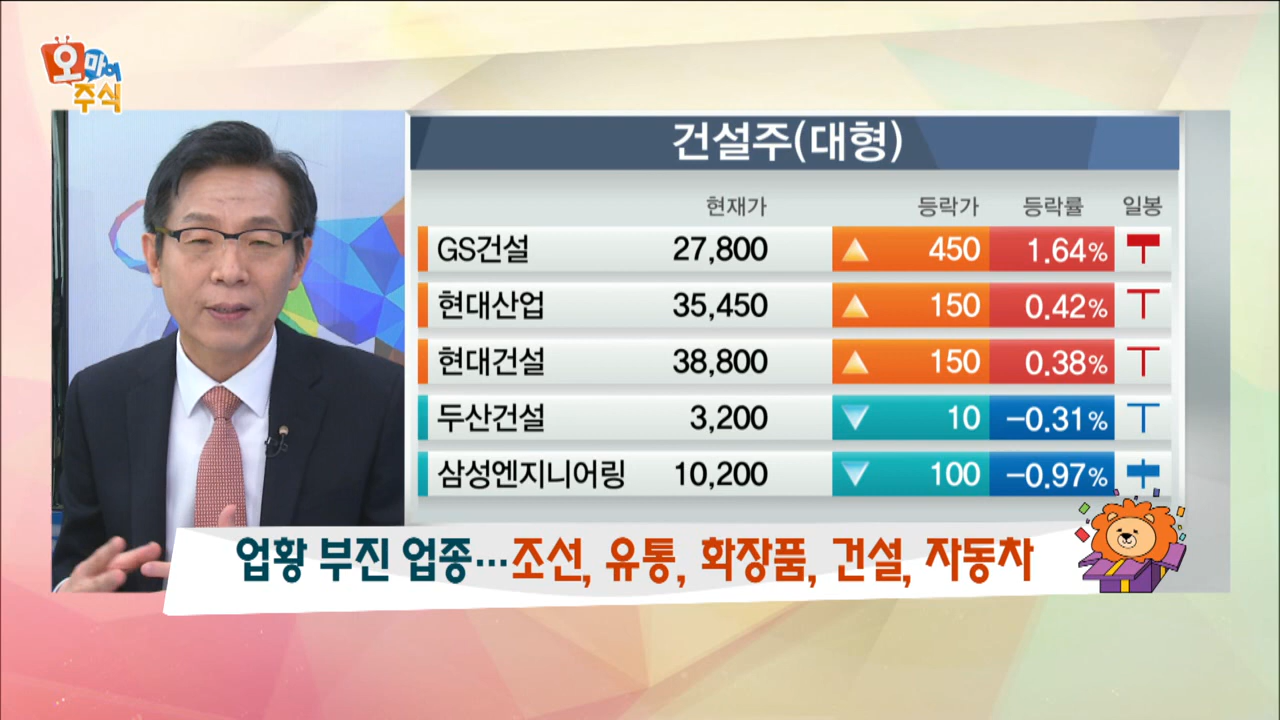 오마이
주식
건설주(대형)
현재가 등락가 등락률 일봉
GS건설 27,800 ▲ 450 1.64%
현대산업 35,450 ▲ 150 0.42%
현대건설 38,800 ▲ 150 0.38%
두산건설 3,200 ▼ 10 −0.31%
삼성엔지니어링 10,200 ▼ 100 −0.97%
업황 부진 업종…조선, 유통, 화장품, 건설, 자동차